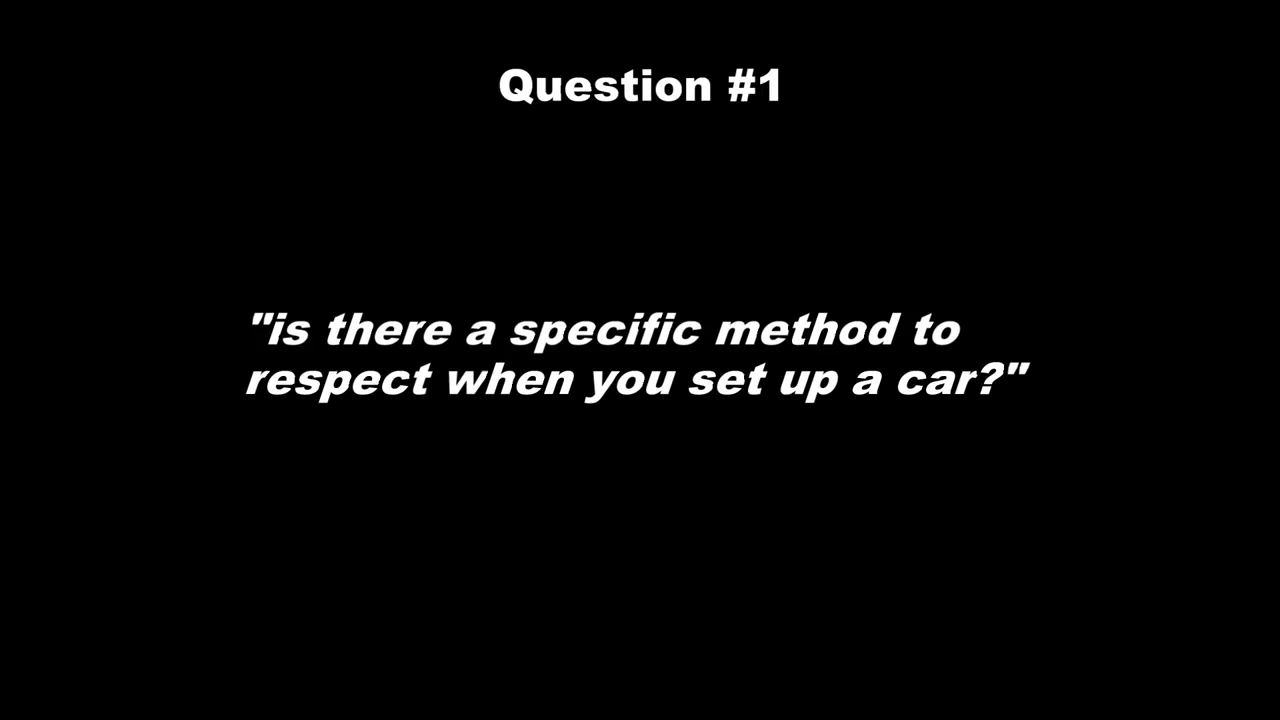 Question #1
"is there a specific method to
respect when you set up a car?"